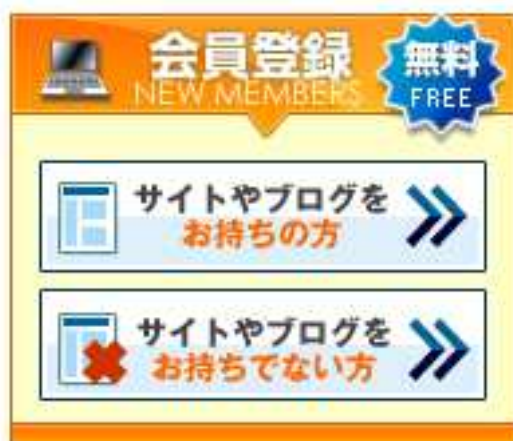 会員登録
NEW MEMBERS
無料
FREE
サイトやブログを
お持ちの方
サイトやブログを
お持ちでない方